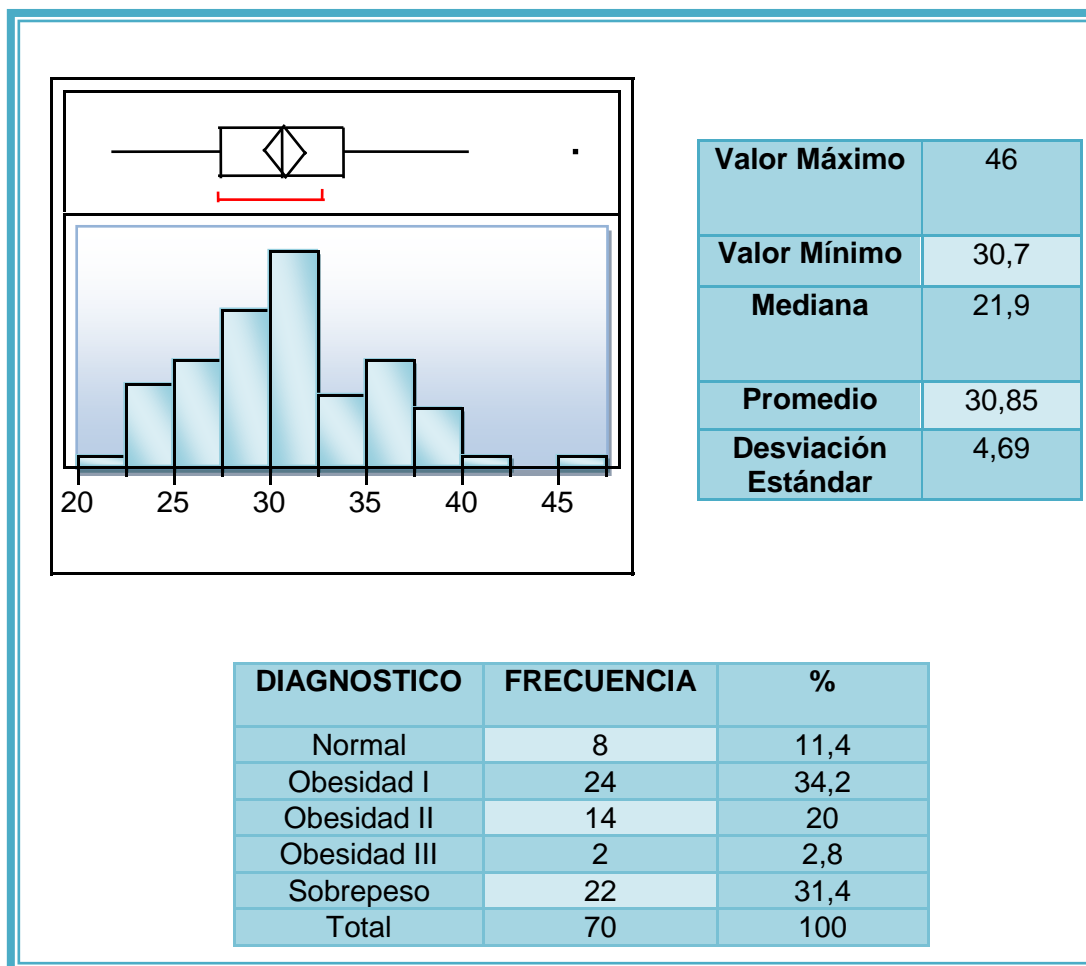 Valor Máximo 46
Valor Mínimo 30,7
Mediana 21,9
Promedio 30,85
Desviación 4,69
Estándar
20 25 30 35 40 45
DIAGNOSTICO FRECUENCIA %
Normal 8 11,4
Obesidad I 24 34,2
Obesidad II 14 20
Obesidad III 2 2,8
Sobrepeso 22 31,4
Total 70 100